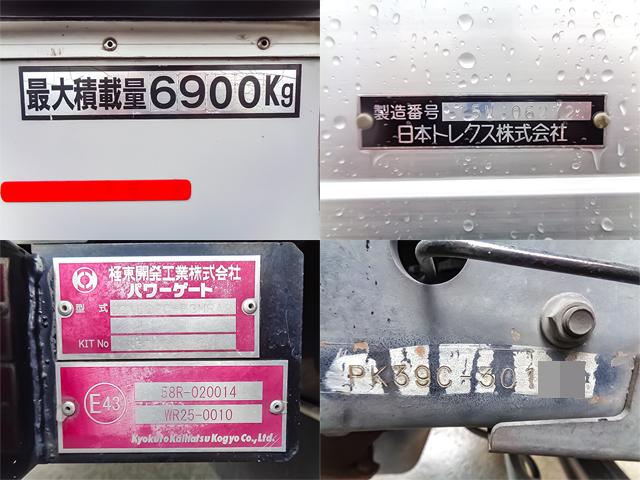 最大積載量6900Kg
製造番号
日本トレクス株式会社
極東開発工業株式会社
パワーゲート
型式
KIT No
E43
58R-020014
WR25-0010
Kyokuto Kaihatsu Kogyo Co., Ltd.
PK39C-301